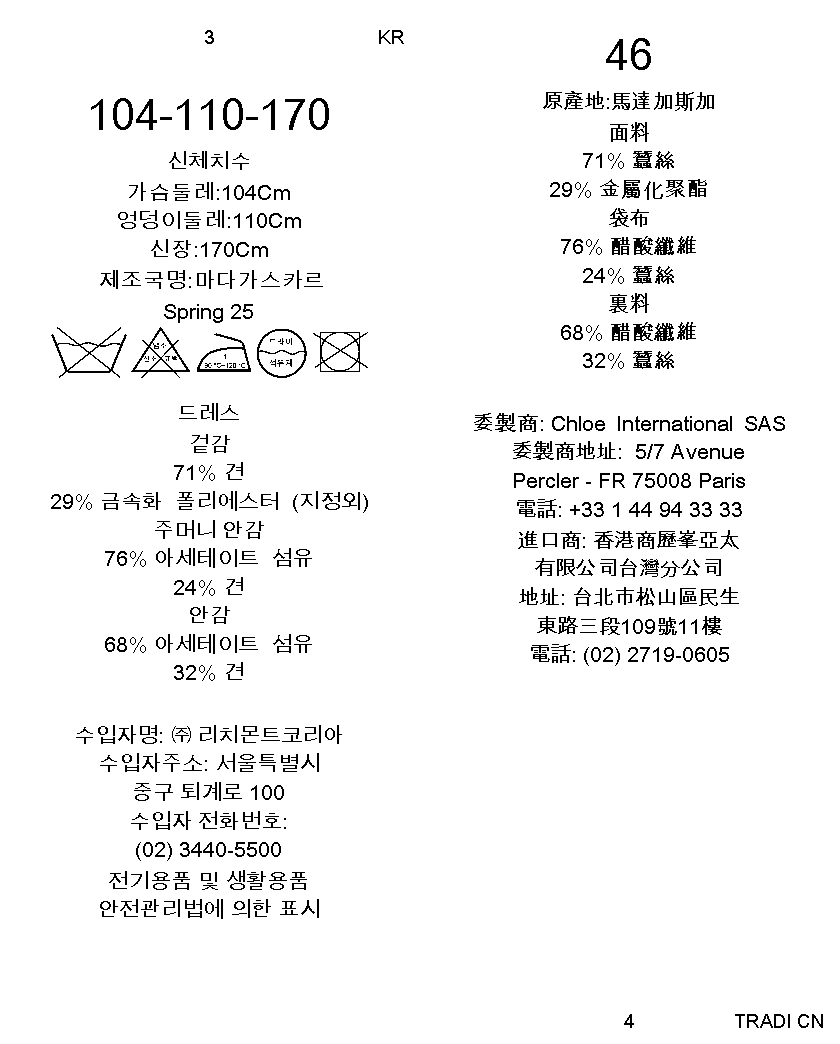 3
KR
104-110-170
신체치수
가슴둘레:104Cm
엉덩이둘레:110Cm
신장:170Cm
제조국명:마다가스카르
Spring 25
염소
산소 표백
1
90 °C~120 °C
드라이
석유계
드레스
겉감
71% 견
29% 금속화 폴리에스터 (지정외)
주머니 안감
76% 아세테이트 섬유
24% 견
안감
68% 아세테이트 섬유
32% 견
수입자명: ㈜ 리치몬트코리아
수입자주소: 서울특별시
중구 퇴계로 100
수입자 전화번호:
(02) 3440-5500
전기용품 및 생활용품
안전관리법에 의한 표시
46
原產地:馬達加斯加
面料
71% 蠶絲
29% 金屬化聚酯
袋布
76% 醋酸纖維
24% 蠶絲
裏料
68% 醋酸纖維
32% 蠶絲
委製商: Chloe International SAS
委製商地址: 5/7 Avenue
Percler - FR 75008 Paris
電話: +33 1 44 94 33 33
進口商: 香港商歷峯亞太
有限公司台灣分公司
地址: 台北市松山區民生
東路三段109號11樓
電話: (02) 2719-0605
4
TRADI CN